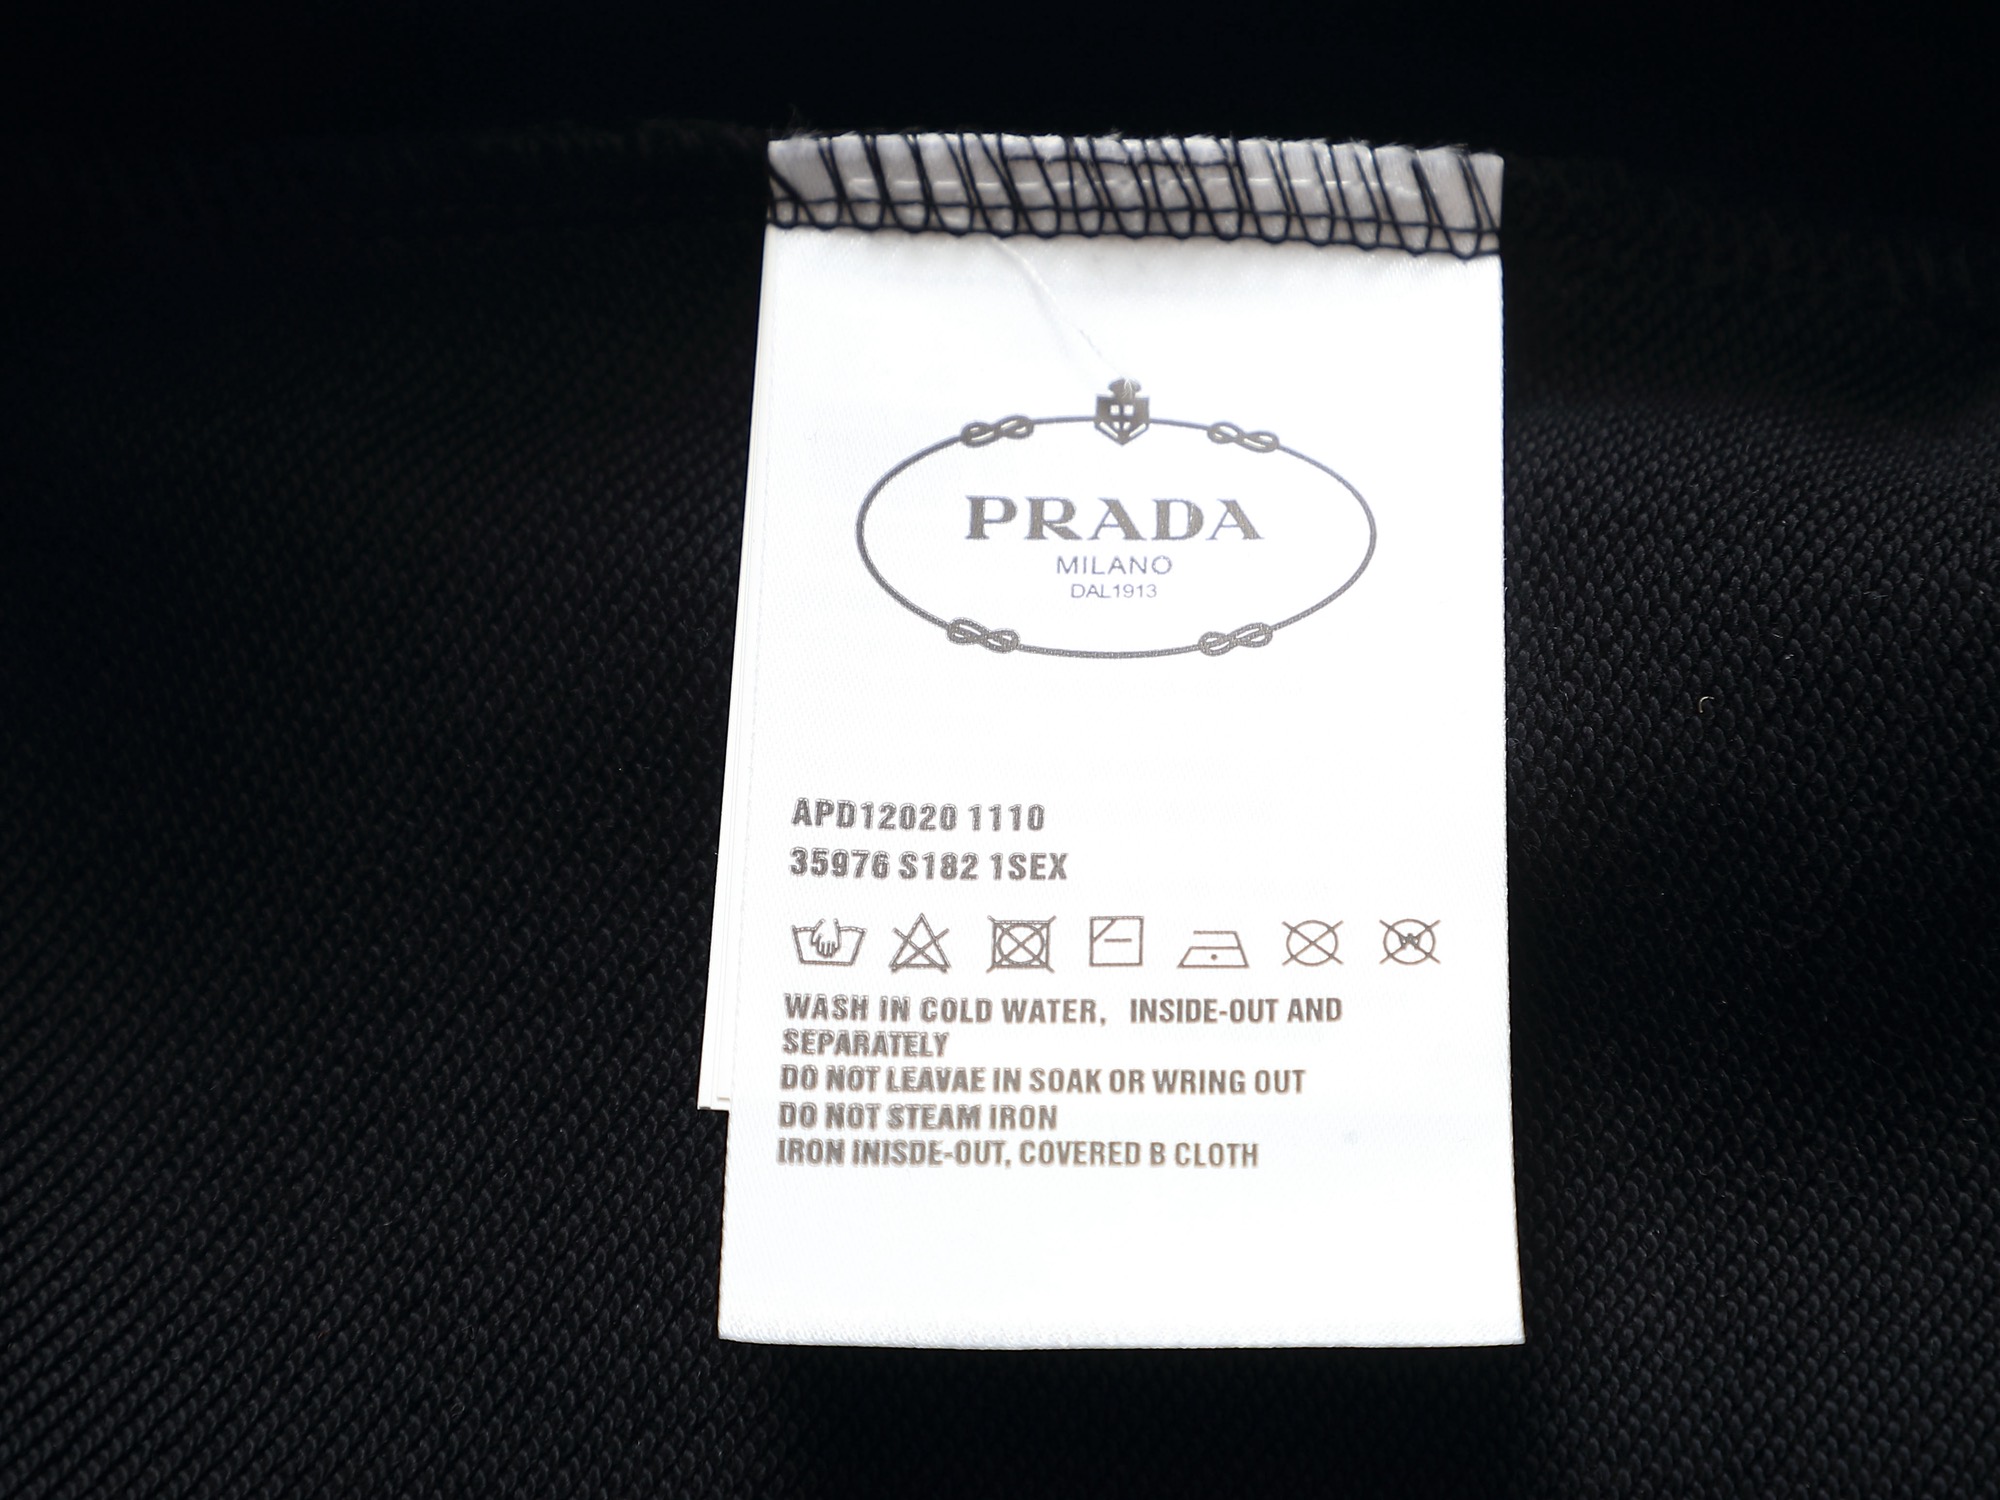 PRADA
MILANO
DAL1913
APD12020 1110
35976 S182 1SEX
WASH IN COLD WATER, INSIDE-OUT AND
SEPARATELY
DO NOT LEAVAE IN SOAK OR WRING OUT
DO NOT STEAM IRON
IRON INISDE-OUT, COVERED B CLOTH